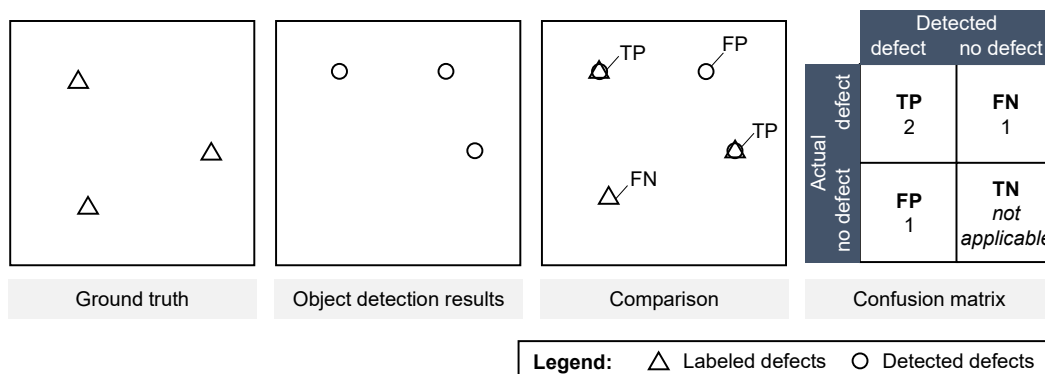 TP
FP
TP
FN
Detected
defect
no defect
Actual
defect
no defect
TP
2
FN
1
FP
1
TN
not
applicable
Ground truth
Object detection results
Comparison
Confusion matrix
Legend: Labeled defects Detected defects